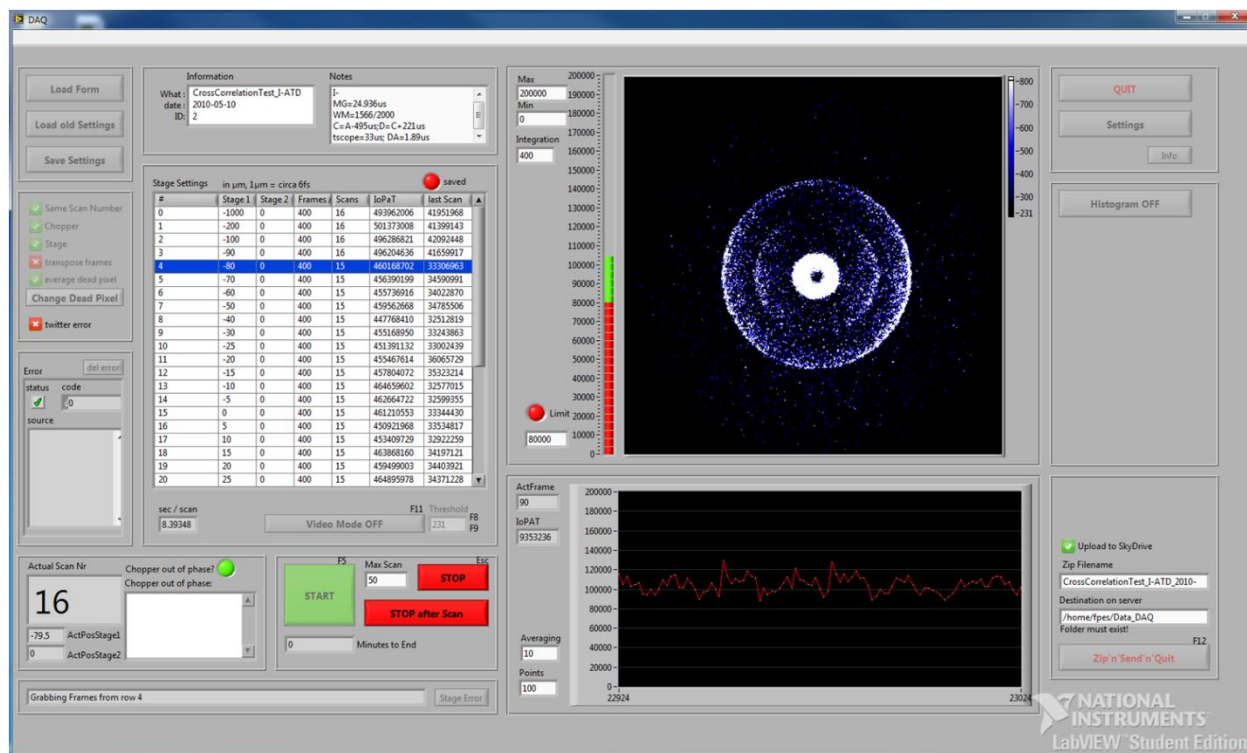 DAQ
Load Form
Load old Settings
Save Settings
Information
What : CrossCorrelationTest_I-ATD
date : 2010-05-10
ID: 2
Notes
I-
MG=24.936us
WM=1566/2000
C=A-495us;D=C+221us
tscope=33us; DA=1.89us
Same Scan Number
Chopper
Stage
transpose frames
average dead pixel
Change Dead Pixel
twitter error
Error
del error
status code
0
source
Stage Settings in µm, 1µm = circa 6fs saved
# Stage 1 Stage 2 Frames Scans IoPaT last Scan
0 -1000 0 400 16 493962006 41951968
1 -200 0 400 16 501373008 41399143
2 -100 0 400 16 496286821 42092448
3 -90 0 400 16 496204636 41659917
4 -80 0 400 15 460168702 33306963
5 -70 0 400 15 456390199 34590991
6 -60 0 400 15 455736916 34022870
7 -50 0 400 15 459562668 34785506
8 -40 0 400 15 447768410 32512819
9 -30 0 400 15 455168950 33243863
10 -25 0 400 15 451391132 33002439
11 -20 0 400 15 455467614 36065729
12 -15 0 400 15 457804072 35323214
13 -10 0 400 15 464659602 32577015
14 -5 0 400 15 462664722 32599355
15 0 0 400 15 461210553 33344430
16 5 0 400 15 450921968 33534817
17 10 0 400 15 453409729 32922259
18 15 0 400 15 463868160 34197121
19 20 0 400 15 459499003 34403921
20 25 0 400 15 464895978 34371228
sec / scan
8.39348
Video Mode OFF
F11 Threshold
231
F8
F9
Actual Scan Nr
16
-79.5 ActPosStage1
0 ActPosStage2
Chopper out of phase?
Chopper out of phase:
F5
START
Max Scan
50
Esc
STOP
STOP after Scan
0 Minutes to End
Grabbing Frames from row 4
Stage Error
Max
200000
Min
0
Integration
400
Limit
80000
200000
190000
180000
170000
160000
150000
140000
130000
120000
110000
100000
90000
80000
70000
60000
50000
40000
30000
20000
10000
0
-800
-700
-600
-500
-400
-300
-231
ActFrame
90
IoPAT
9353236
Averaging
10
Points
100
200000
180000
160000
140000
120000
100000
80000
60000
40000
20000
0
22924
23024
QUIT
Settings
Info
Histogram OFF
Upload to SkyDrive
Zip Filename
CrossCorrelationTest_I-ATD_2010-
Destination on server
/home/fpes/Data_DAQ
Folder must exist!
F12
Zip'n'Send'n'Quit
NATIONAL
INSTRUMENTS
LabVIEW Student Edition